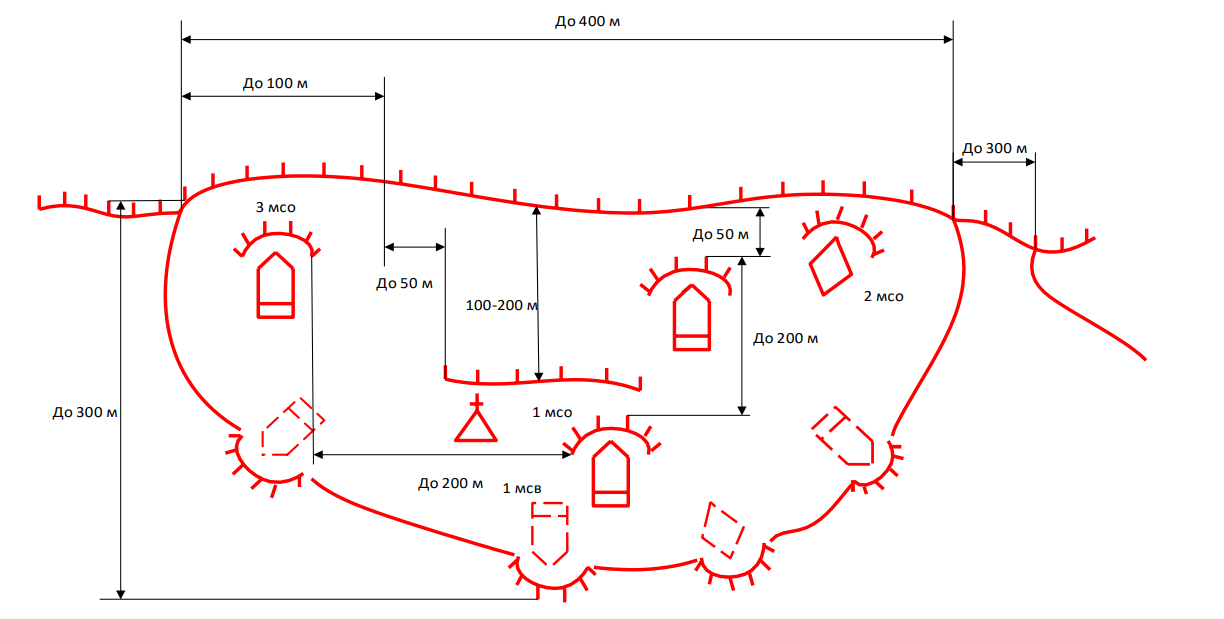 До 400 м
До 100 м
До 300 м
3 мсо
До 50 м
До 50 м
2 мсо
100-200 м
До 200 м
До 300 м
1 мсо
До 200 м
1 мсв